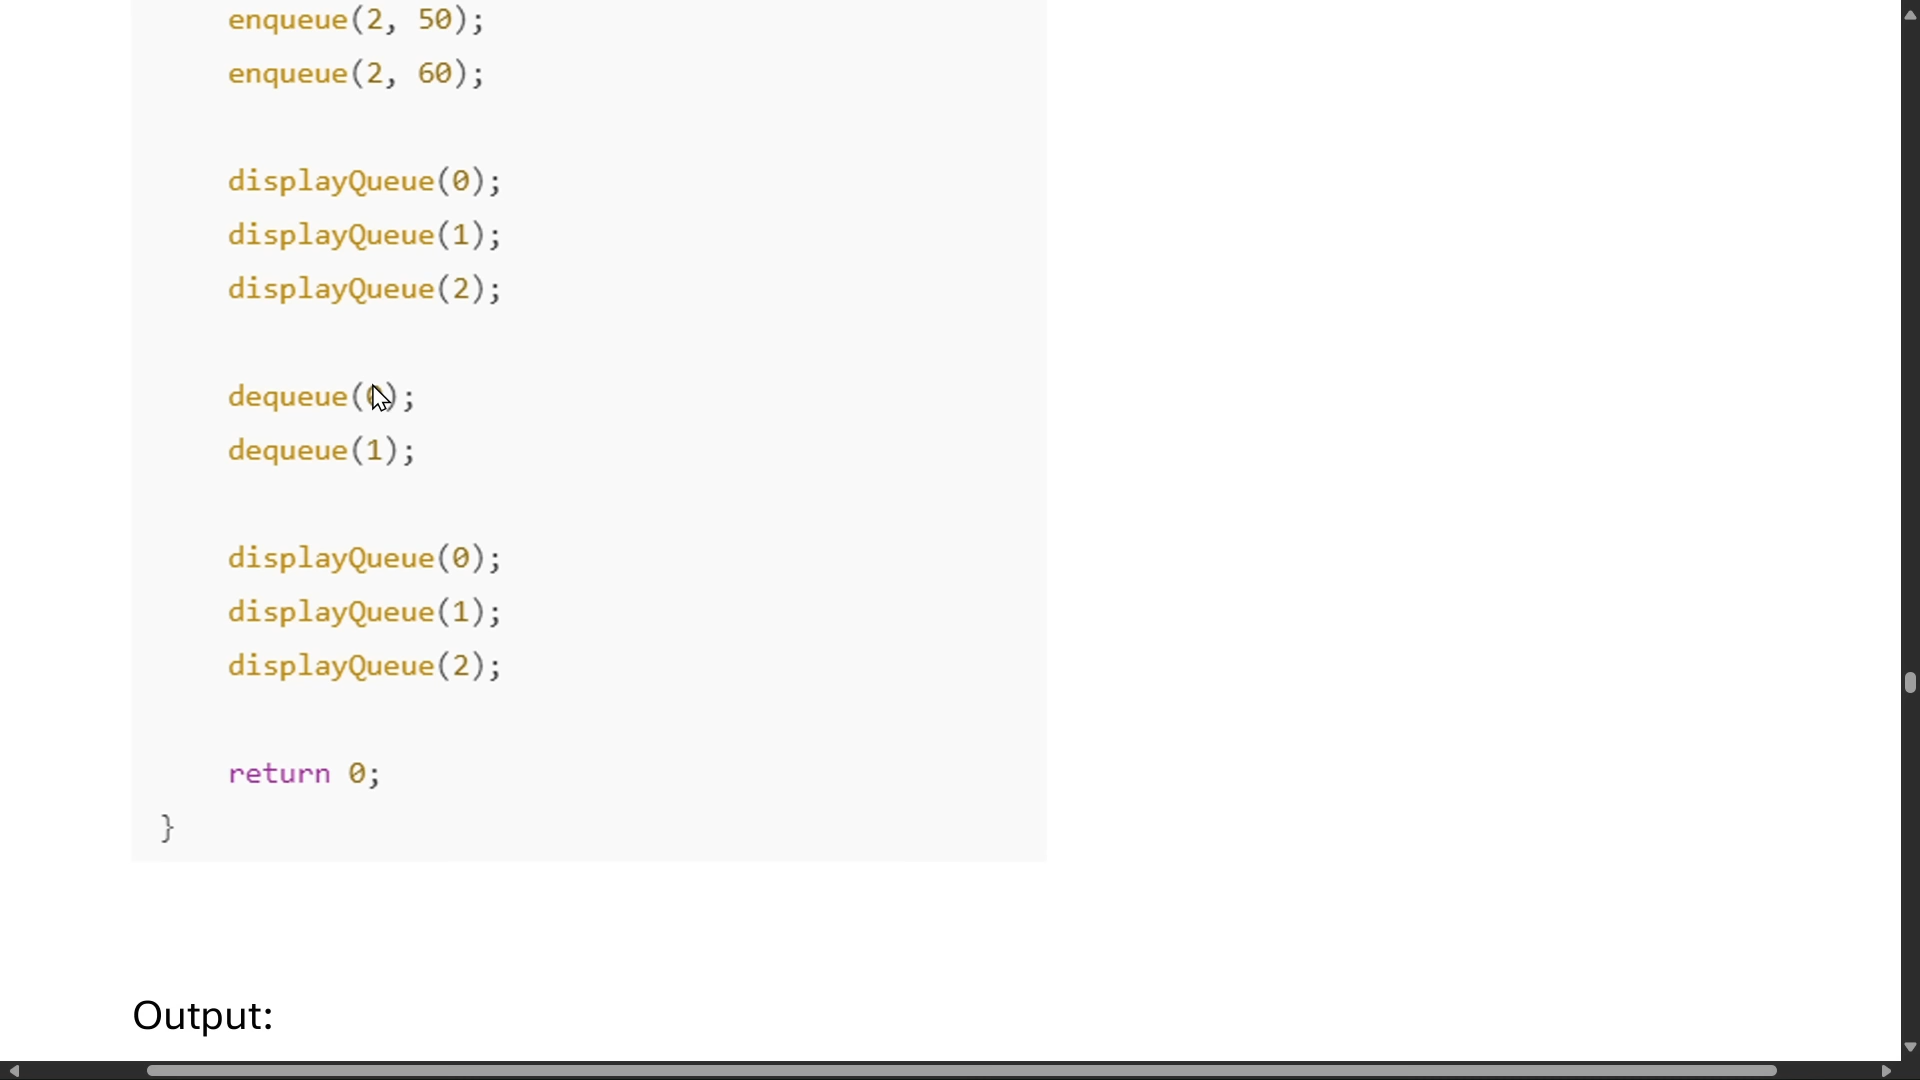 enqueue(2, 50);
enqueue(2, 60);
displayQueue(0);
displayQueue(1);
displayQueue(2);
dequeue(0);
dequeue(1);
displayQueue(0);
displayQueue(1);
displayQueue(2);
return 0;
}
Output: